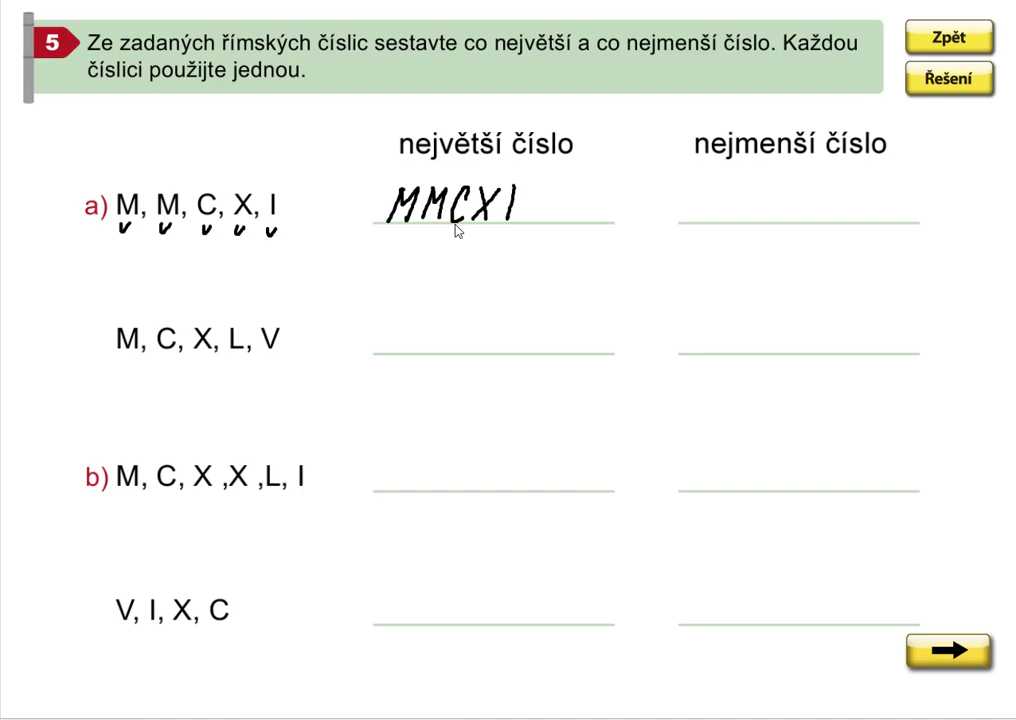 5 Ze zadaných římských číslic sestavte co největší a co nejmenší číslo. Každou
číslici použijte jednou.
Zpět
Řešení
největší číslo nejmenší číslo
a) M, M, C, X, I MMCXI
M, C, X, L, V
b) M, C, X ,X ,L, I
V, I, X, C